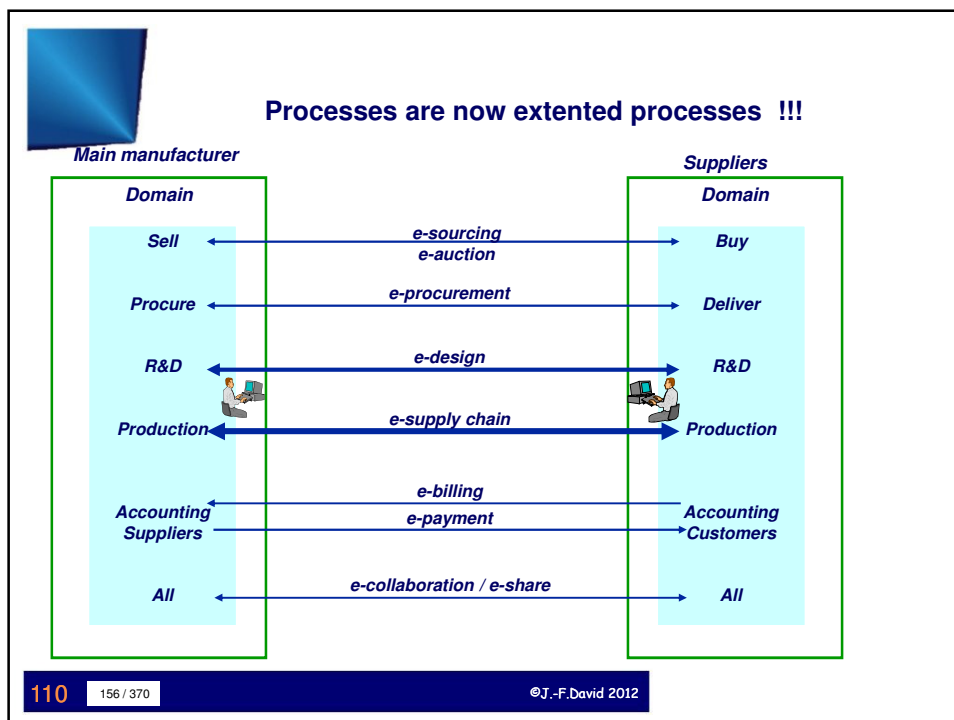 Processes are now extented processes !!!
Main manufacturer
Suppliers
Domain
Domain
Sell
e-sourcing
e-auction
Buy
Procure
e-procurement
Deliver
R&D
e-design
R&D
Production
e-supply chain
Production
Accounting
Suppliers
e-billing
e-payment
Accounting
Customers
All
e-collaboration / e-share
All
110
156 / 370
©J.-F.David 2012